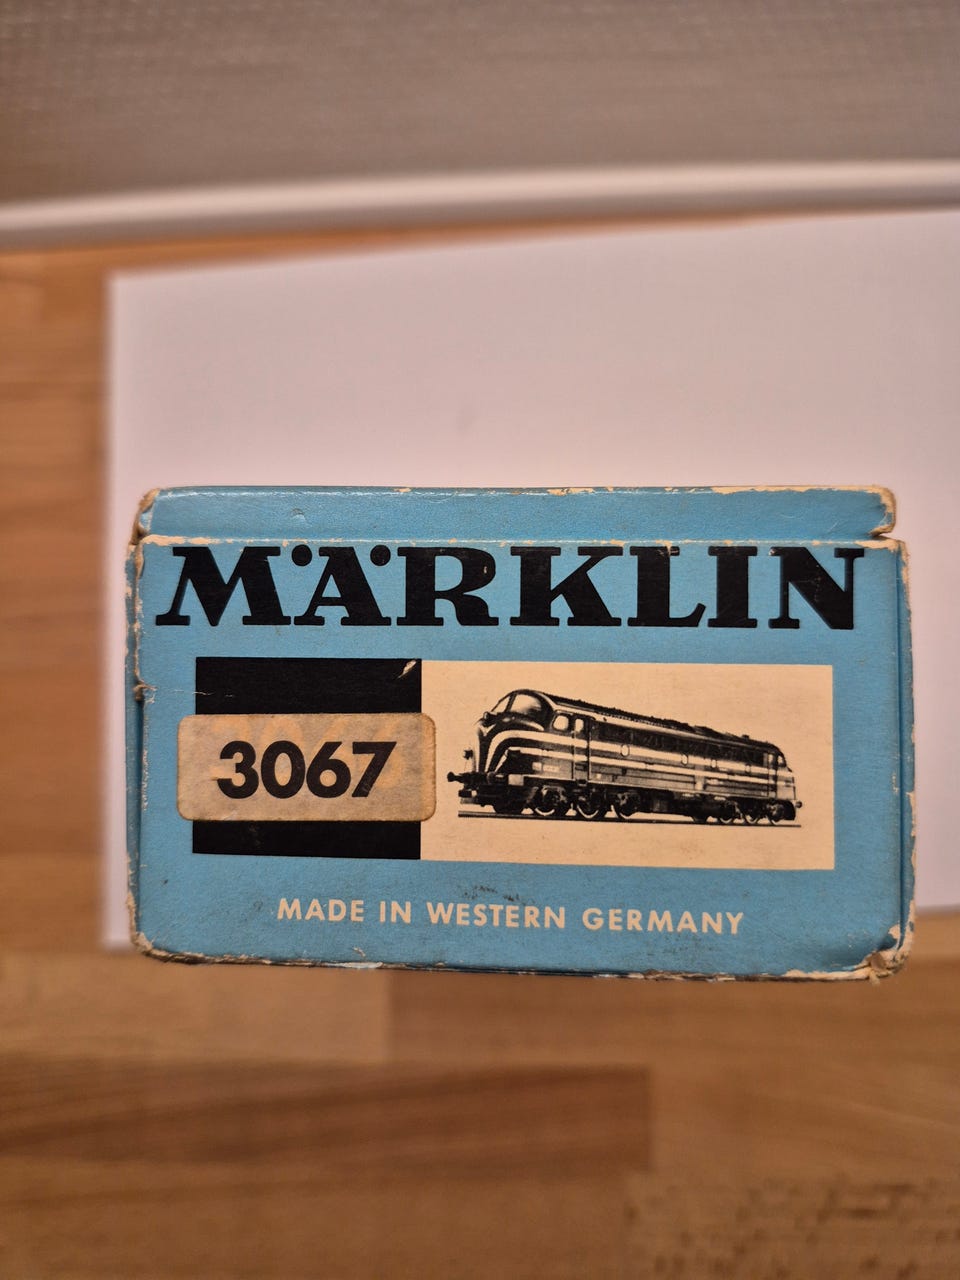 MÄRKLIN
3067
MADE IN WESTERN GERMANY